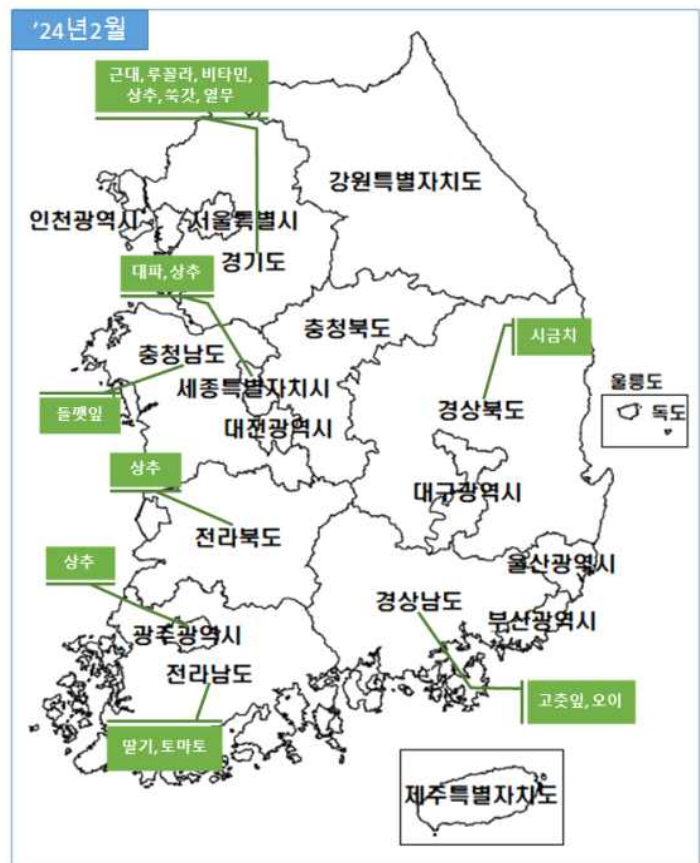 '24년2월
근대, 루꼴라, 비타민,
상추, 쑥갓, 열무
강원특별자치도
인천광역시
서울특별시
경기도
대파, 상추
충청북도
시금치
충청남도
울릉도
세종특별자치시
독도
들깻잎
경상북도
대전광역시
상추
대구광역시
전라북도
울산광역시
상추
경상남도
부산광역시
광주광역시
전라남도
고춧잎, 오이
딸기, 토마토
제주특별자치도